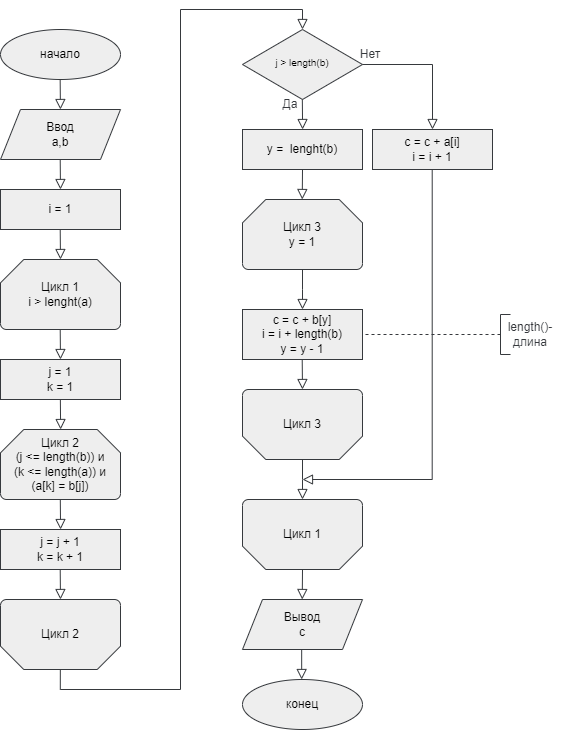 начало
Ввод
a,b
i = 1
Цикл 1
i > lenght(a)
j = 1
k = 1
Цикл 2
(j <= length(b)) и
(k <= length(a)) и
(a[k] = b[j])
j = j + 1
k = k + 1
Цикл 2
j > length(b)
Нет
Да
y = lenght(b)
c = c + a[i]
i = i + 1
Цикл 3
y = 1
c = c + b[y]
i = i + length(b)
y = y - 1
length()-
длина
Цикл 3
Цикл 1
Вывод
c
конец